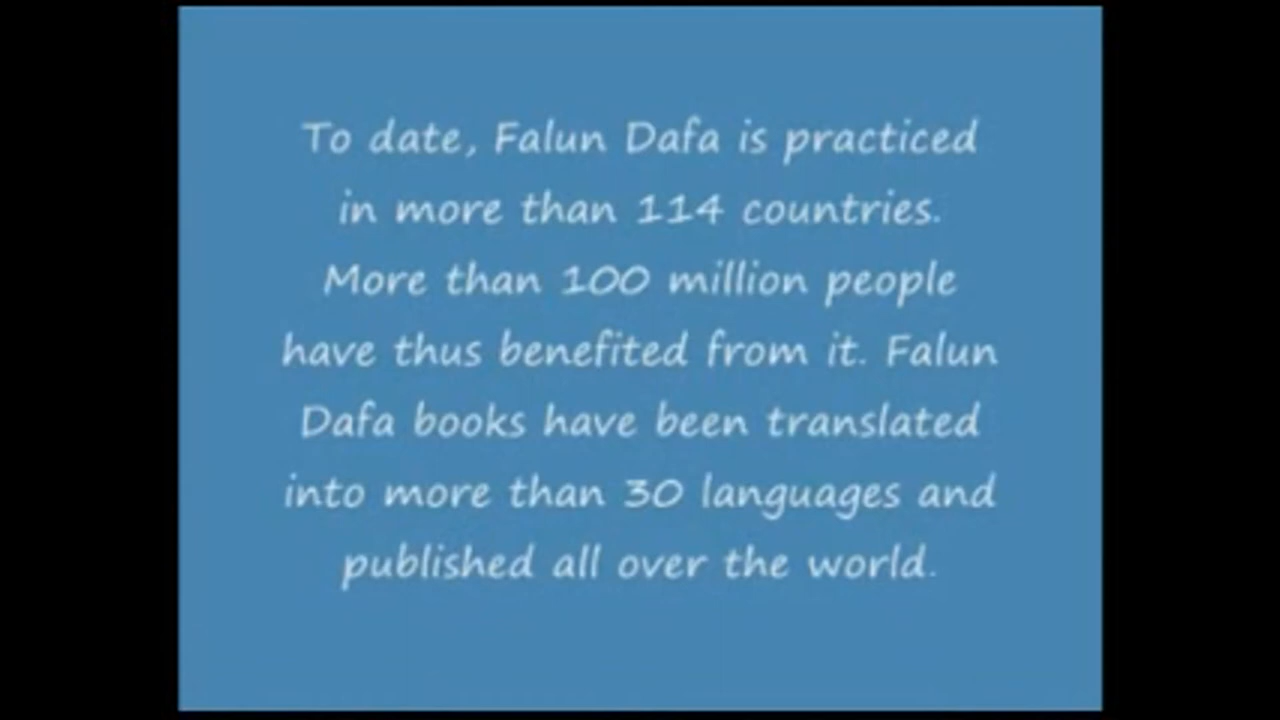 To date, Falun Dafa is practiced
in more than 114 countries.
More than 100 million people
have thus benefited from it. Falun
Dafa books have been translated
into more than 30 languages and
published all over the world.